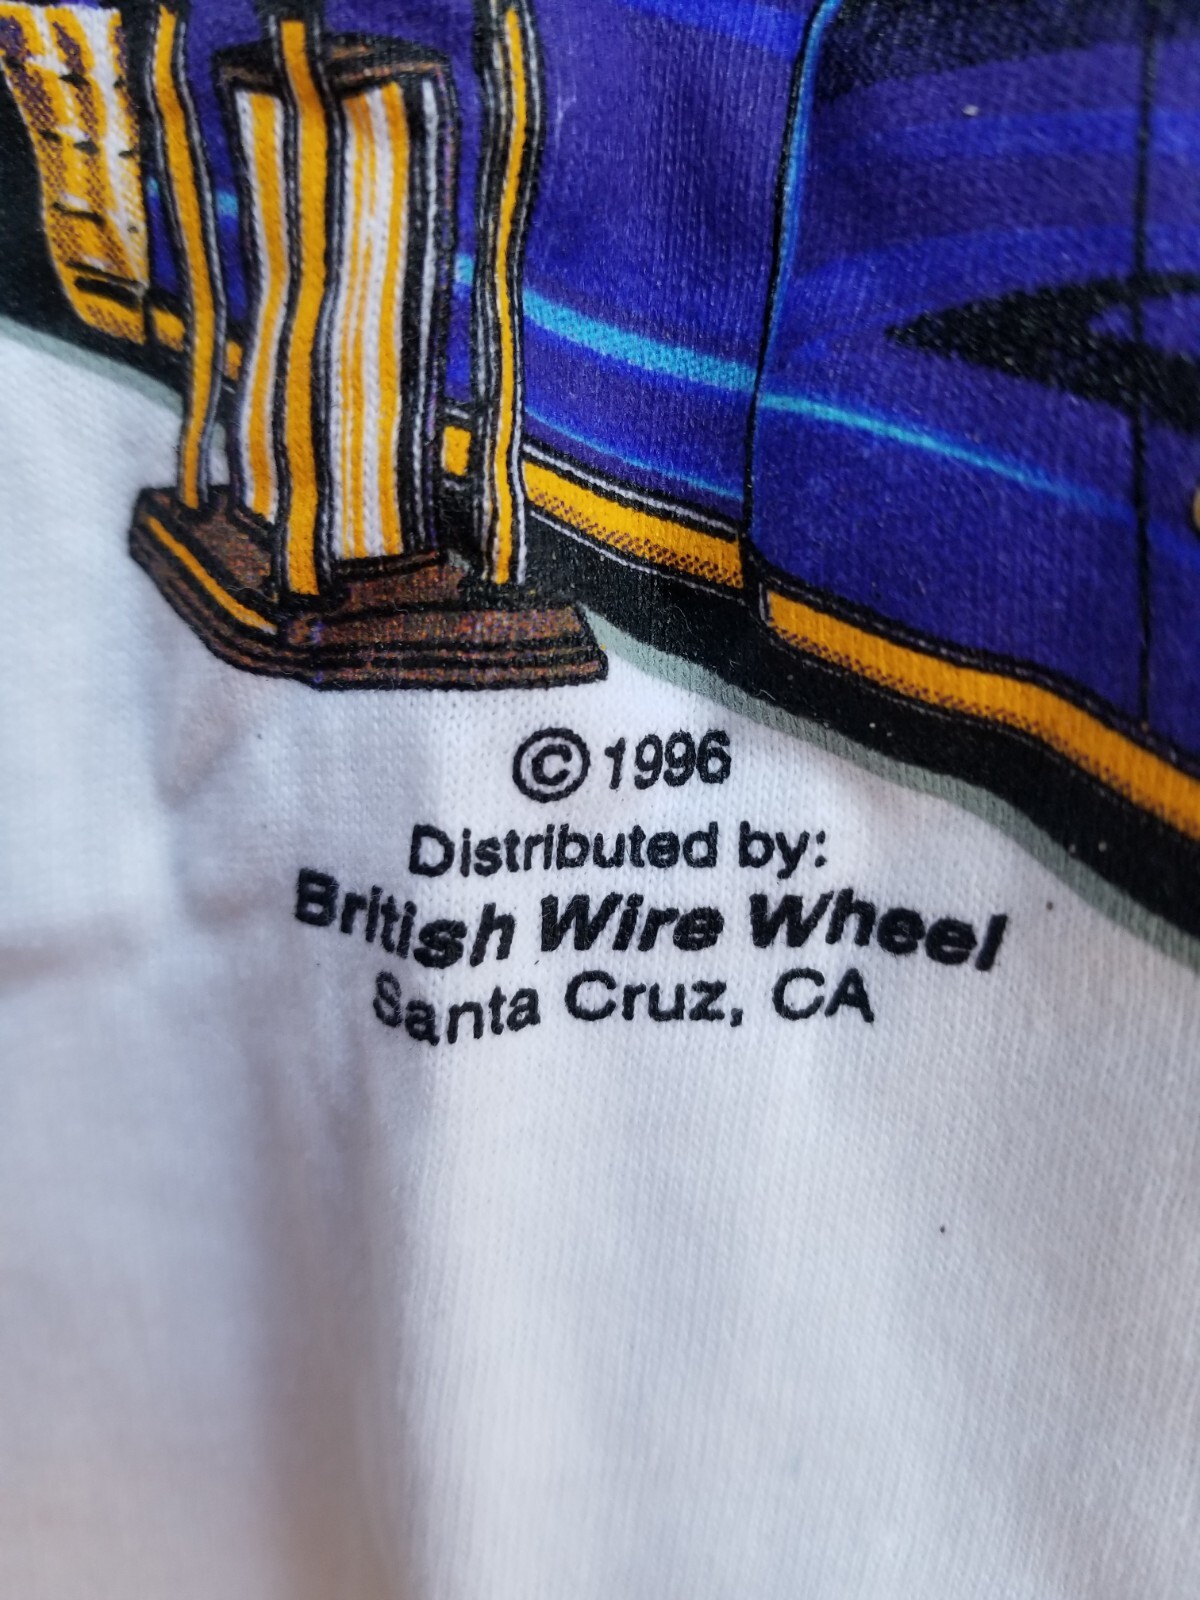 © 1996
Distributed by:
British Wire Wheel
Santa Cruz, CA